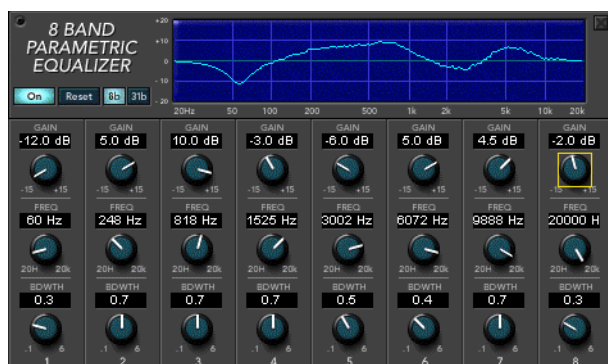 8 BAND
PARAMETRIC
EQUALIZER
On Reset 8b 31b
+20
+10
0
-10
-20
20Hz 50 100 200 500 1k 2k 5k 10k 20k
GAIN GAIN GAIN GAIN GAIN GAIN GAIN GAIN
-12.0 dB 5.0 dB 10.0 dB -3.0 dB -6.0 dB 5.0 dB 4.5 dB -2.0 dB
-15 +15 -15 +15 -15 +15 -15 +15 -15 +15 -15 +15 -15 +15 -15 +15
FREQ FREQ FREQ FREQ FREQ FREQ FREQ FREQ
60 Hz 248 Hz 818 Hz 1525 Hz 3002 Hz 6072 Hz 9888 Hz 20000 H
20H 20k 20H 20k 20H 20k 20H 20k 20H 20k 20H 20k 20H 20k 20H 20k
BDWTH BDWTH BDWTH BDWTH BDWTH BDWTH BDWTH BDWTH
0.3 0.7 0.7 0.7 0.5 0.4 0.7 0.3
.1 6 .1 6 .1 6 .1 6 .1 6 .1 6 .1 6 .1 6
1 2 3 4 5 6 7 8